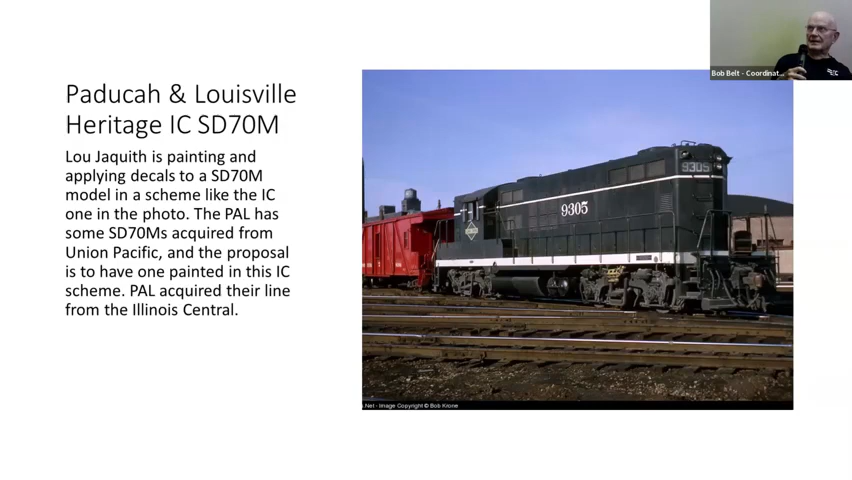 Paducah & Louisville
Heritage IC SD70M
Lou Jaquith is painting and
applying decals to a SD70M
model in a scheme like the IC
one in the photo. The PAL has
some SD70Ms acquired from
Union Pacific, and the proposal
is to have one painted in this IC
scheme. PAL acquired their line
from the Illinois Central.
Bob Belt - Coordinat...
9305
9305
.Net - Image Copyright © Bob Krone